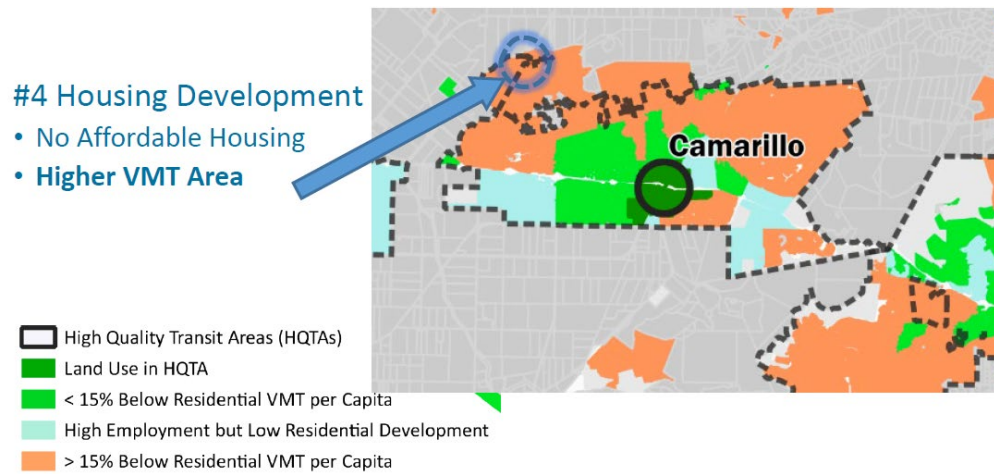 #4 Housing Development
• No Affordable Housing
• Higher VMT Area
Camarillo
High Quality Transit Areas (HQTAs)
Land Use in HQTA
< 15% Below Residential VMT per Capita
High Employment but Low Residential Development
> 15% Below Residential VMT per Capita